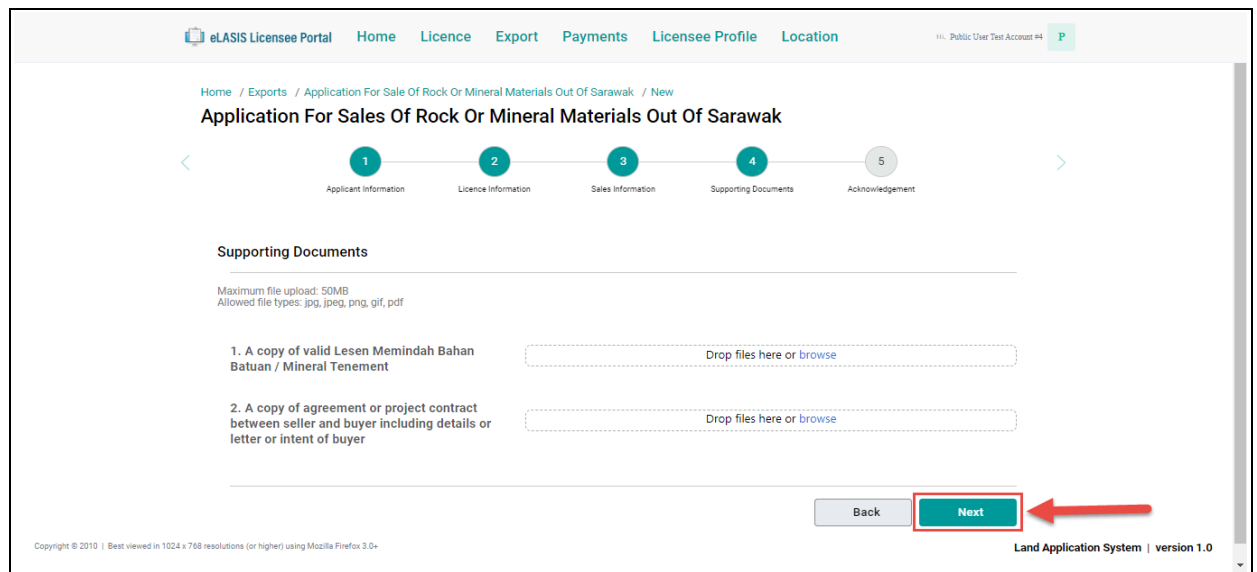 eLASIS Licensee Portal Home Licence Export Payments Licensee Profile Location Hi, Public User Test Account #4 P
Home / Exports / Application For Sale Of Rock Or Mineral Materials Out Of Sarawak / New
Application For Sales Of Rock Or Mineral Materials Out Of Sarawak
1 2 3 4 5
Applicant Information Licence Information Sales Information Supporting Documents Acknowledgement
Supporting Documents
Maximum file upload: 50MB
Allowed file types: jpg, jpeg, png, gif, pdf
1. A copy of valid Lesen Memindah Bahan
Batuan / Mineral Tenement
Drop files here or browse
2. A copy of agreement or project contract
between seller and buyer including details or
letter or intent of buyer
Drop files here or browse
Back Next
Copyright © 2010 | Best viewed in 1024 x 768 resolutions (or higher) using Mozilla Firefox 3.0+
Land Application System | version 1.0